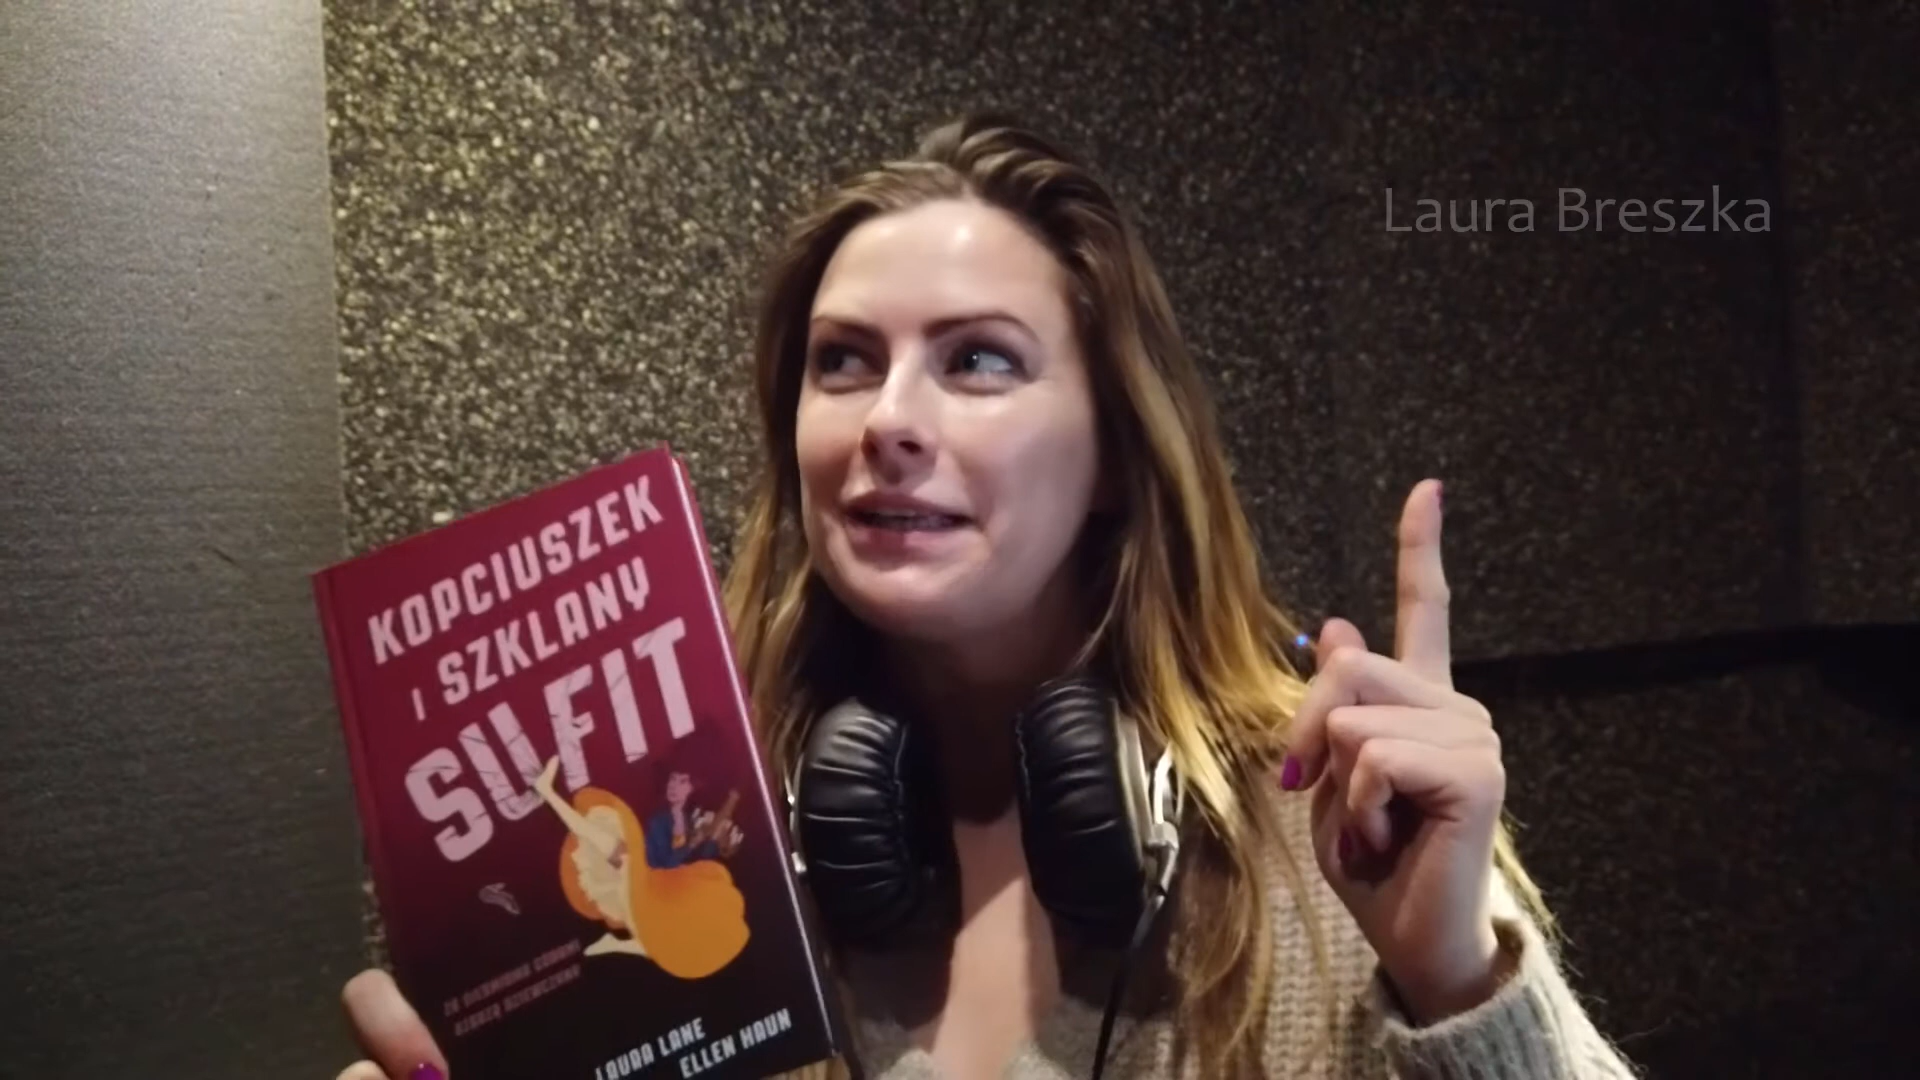 Laura Breszka
KOPCIUSZEK
I SZKLANY
SUFIT
LAURA LANE
ELLEN HAUN